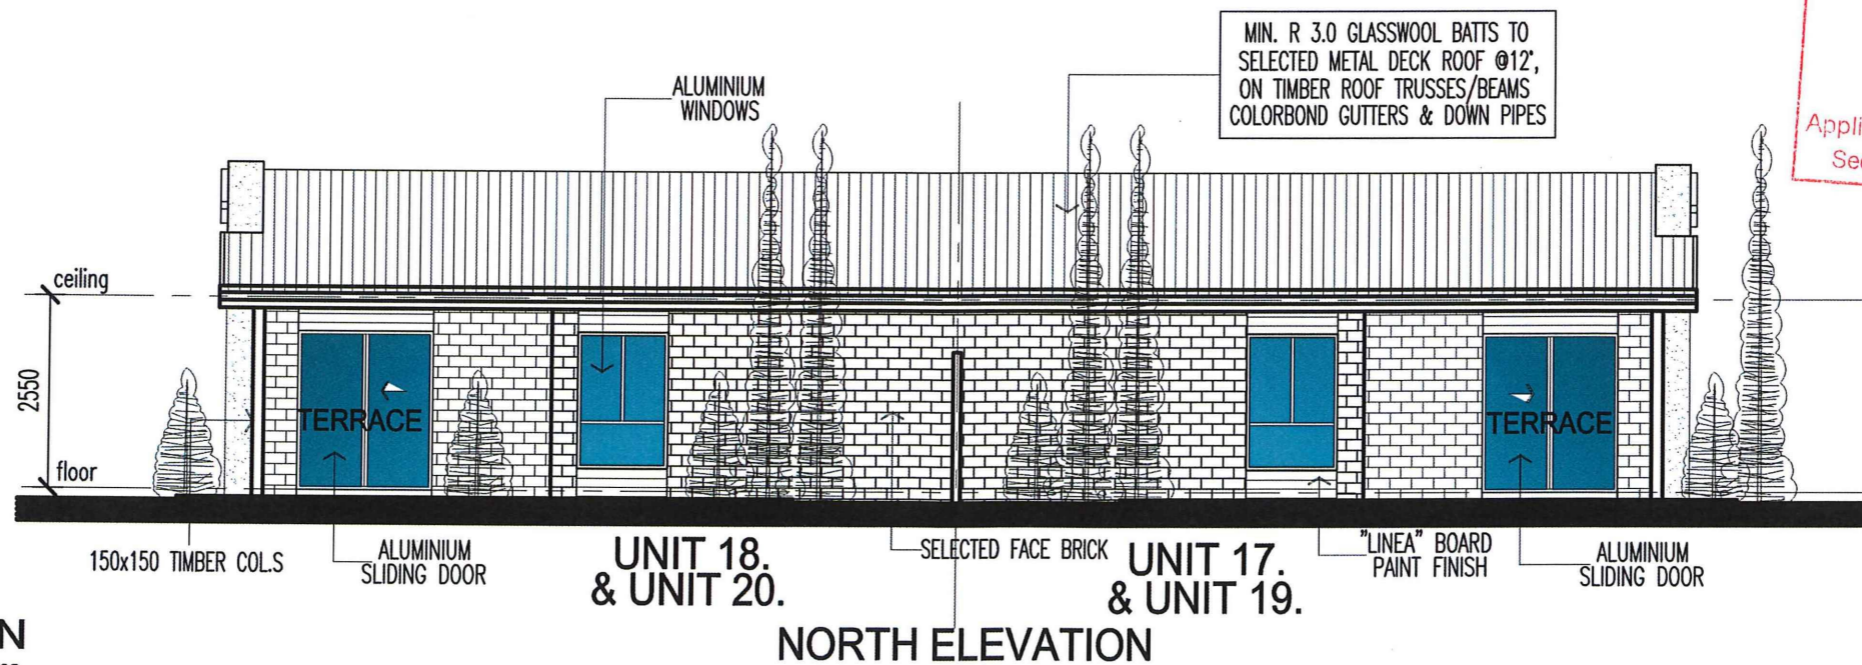 MIN. R 3.0 GLASSWOOL BATTS TO
SELECTED METAL DECK ROOF @12°,
ON TIMBER ROOF TRUSSES/BEAMS
COLORBOND GUTTERS & DOWN PIPES
ALUMINIUM
WINDOWS
ceiling
2550
floor
TERRACE
TERRACE
150x150 TIMBER COL.S
ALUMINIUM
SLIDING DOOR
UNIT 18.
& UNIT 20.
SELECTED FACE BRICK
UNIT 17.
& UNIT 19.
"LINEA" BOARD
PAINT FINISH
ALUMINIUM
SLIDING DOOR
NORTH ELEVATION
N
Appli